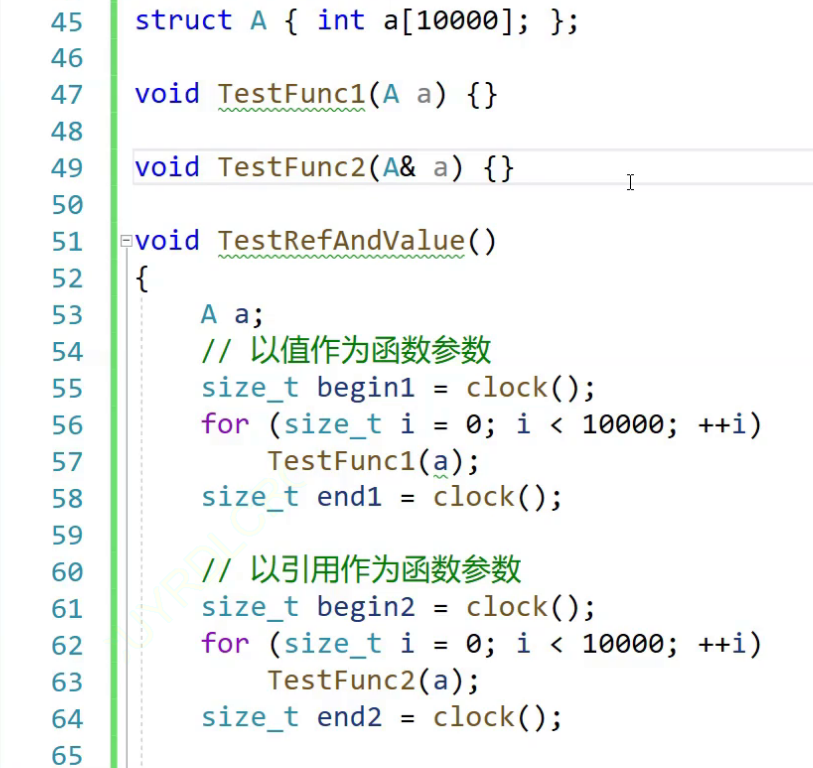 45 struct A { int a[10000]; };
46
47 void TestFunc1(A a) {}
48
49 void TestFunc2(A& a) {}
50
51 void TestRefAndValue()
52 {
53 A a;
54 // 以值作为函数参数
55 size_t begin1 = clock();
56 for (size_t i = 0; i < 10000; ++i)
57 TestFunc1(a);
58 size_t end1 = clock();
59
60 // 以引用作为函数参数
61 size_t begin2 = clock();
62 for (size_t i = 0; i < 10000; ++i)
63 TestFunc2(a);
64 size_t end2 = clock();
65